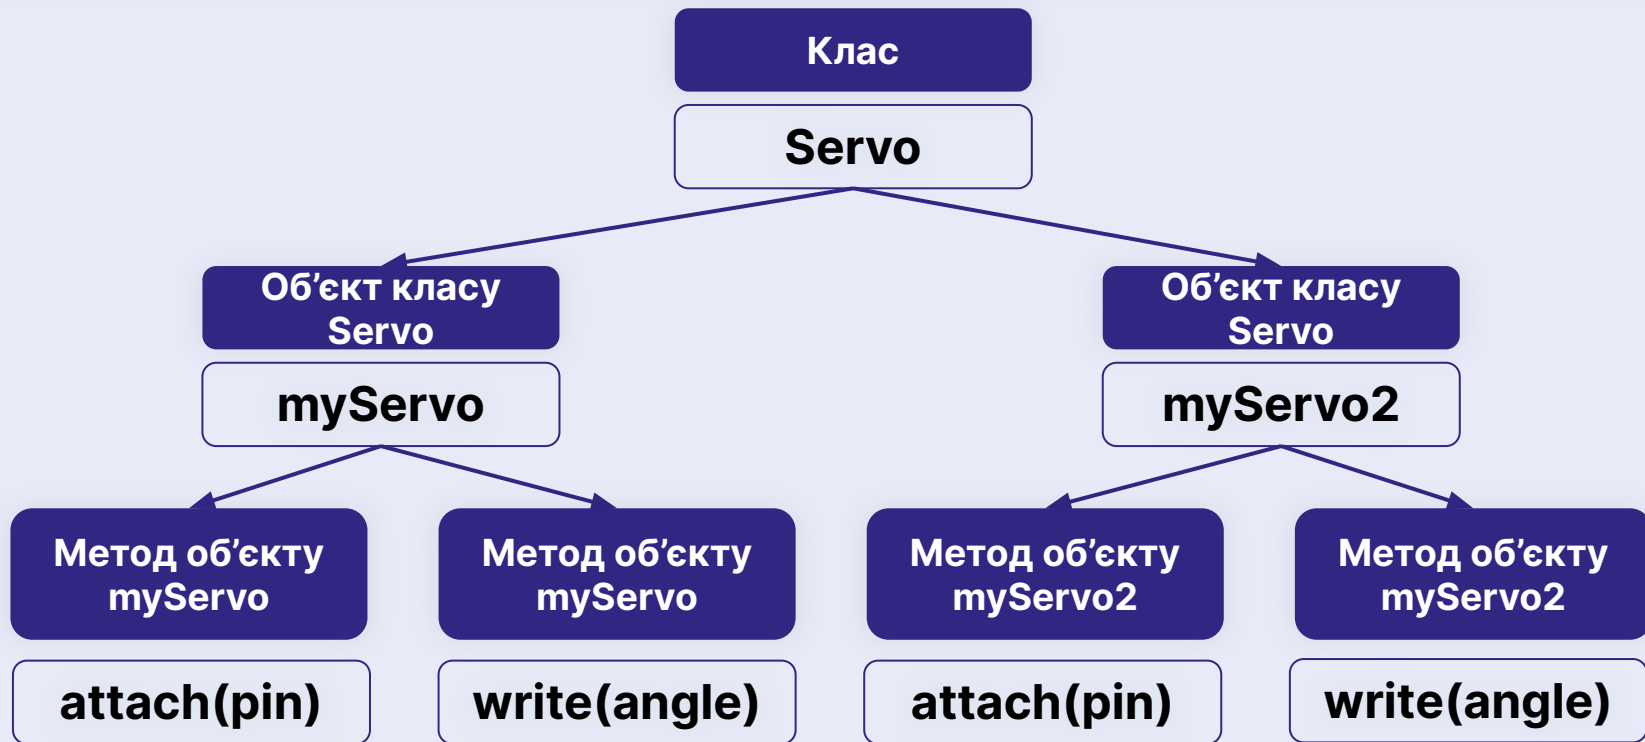 Клас
Servo
Об’єкт класу
Servo
myServo
Об’єкт класу
Servo
myServo2
Метод об’єкту
myServo
attach(pin)
Метод об’єкту
myServo
write(angle)
Метод об’єкту
myServo2
attach(pin)
Метод об’єкту
myServo2
write(angle)